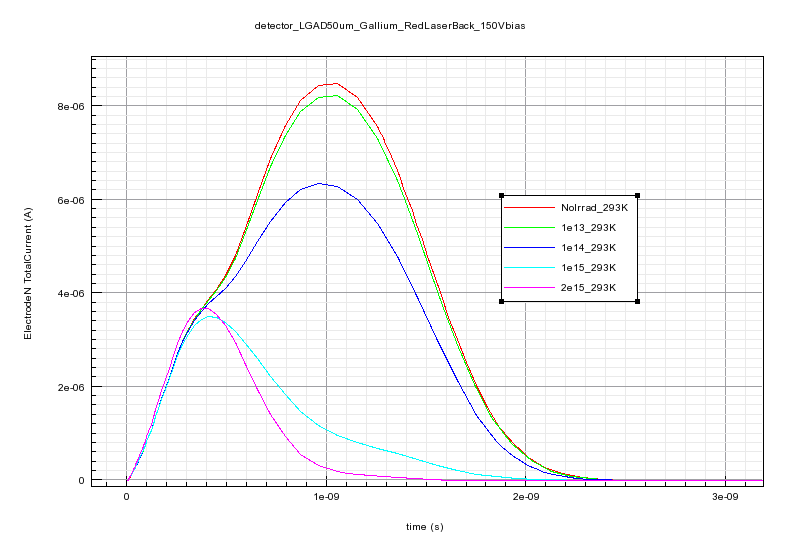 detector_LGAD50um_Gallium_RedLaserBack_150Vbias
8e-06
6e-06
4e-06
2e-06
0
ElectrodeN TotalCurrent (A)
NoIrrad_293K
1e13_293K
1e14_293K
1e15_293K
2e15_293K
0
1e-09
2e-09
3e-09
time (s)